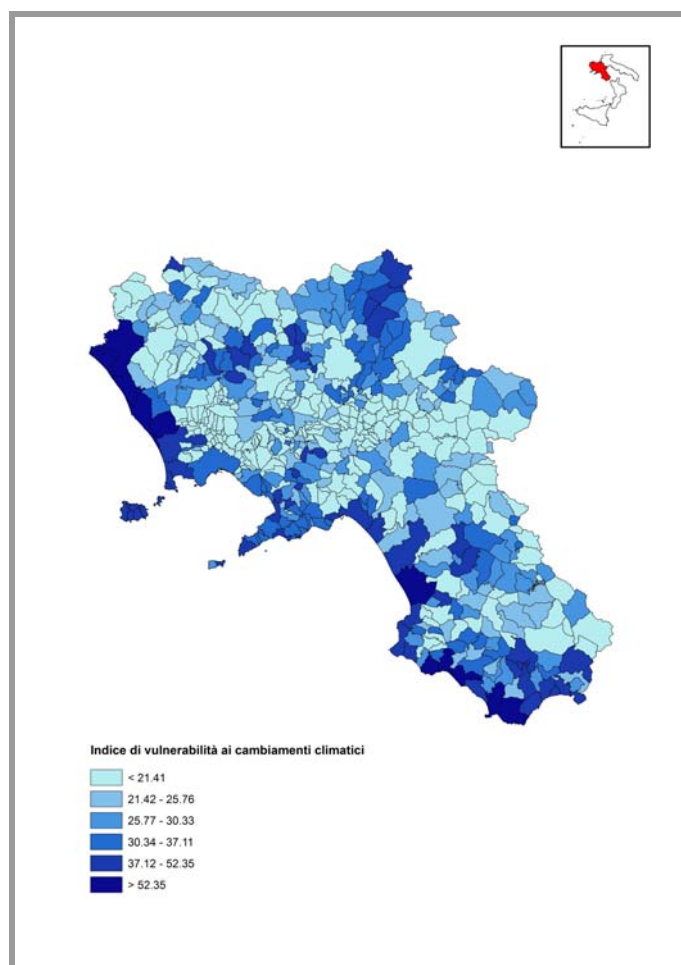 Indice di vulnerabilità ai cambiamenti climatici
< 21.41
21.42 - 25.76
25.77 - 30.33
30.34 - 37.11
37.12 - 52.35
> 52.35